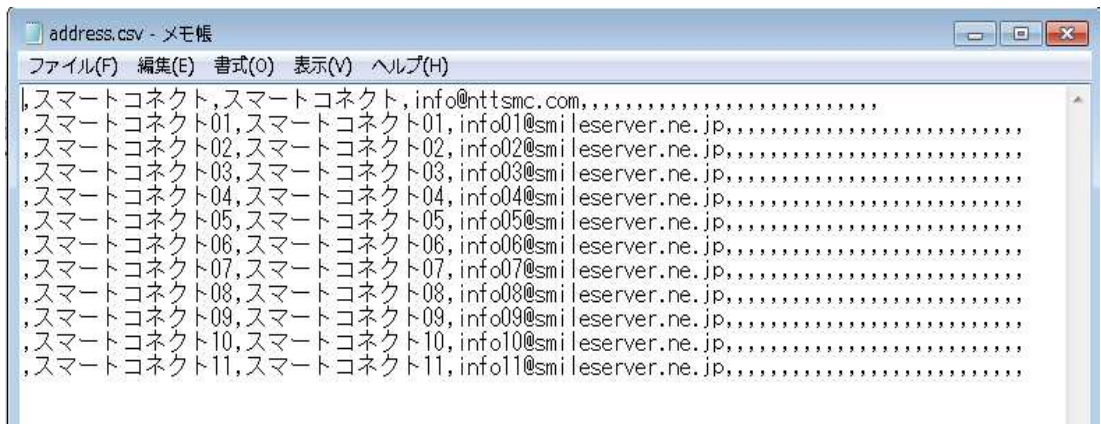 address.csv - メモ帳
ファイル(F) 編集(E) 書式(O) 表示(V) ヘルプ(H)
,スマートコネクト,スマートコネクト,info@nttsmc.com,,,,,,,,,,,,,,,,,,,,,,,,,,,
,スマートコネクト01,スマートコネクト01,info01@smileserver.ne.jp,,,,,,,,,,,,,,,,,,,,,,,,,,,
,スマートコネクト02,スマートコネクト02,info02@smileserver.ne.jp,,,,,,,,,,,,,,,,,,,,,,,,,,,
,スマートコネクト03,スマートコネクト03,info03@smileserver.ne.jp,,,,,,,,,,,,,,,,,,,,,,,,,,,
,スマートコネクト04,スマートコネクト04,info04@smileserver.ne.jp,,,,,,,,,,,,,,,,,,,,,,,,,,,
,スマートコネクト05,スマートコネクト05,info05@smileserver.ne.jp,,,,,,,,,,,,,,,,,,,,,,,,,,,
,スマートコネクト06,スマートコネクト06,info06@smileserver.ne.jp,,,,,,,,,,,,,,,,,,,,,,,,,,,
,スマートコネクト07,スマートコネクト07,info07@smileserver.ne.jp,,,,,,,,,,,,,,,,,,,,,,,,,,,
,スマートコネクト08,スマートコネクト08,info08@smileserver.ne.jp,,,,,,,,,,,,,,,,,,,,,,,,,,,
,スマートコネクト09,スマートコネクト09,info09@smileserver.ne.jp,,,,,,,,,,,,,,,,,,,,,,,,,,,
,スマートコネクト10,スマートコネクト10,info10@smileserver.ne.jp,,,,,,,,,,,,,,,,,,,,,,,,,,,
,スマートコネクト11,スマートコネクト11,info11@smileserver.ne.jp,,,,,,,,,,,,,,,,,,,,,,,,,,,